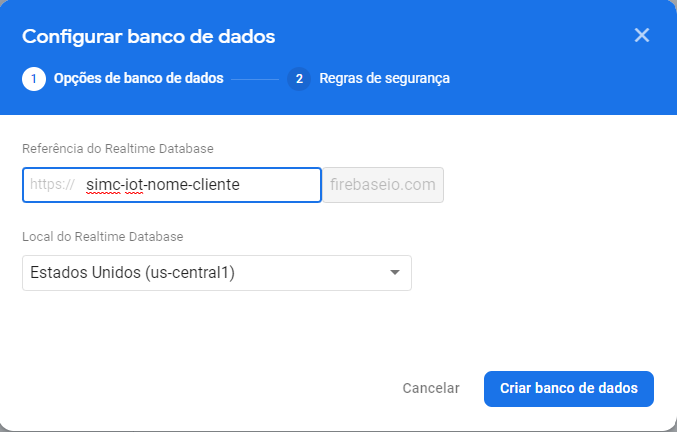 Configurar banco de dados
1 Opções de banco de dados 2 Regras de segurança
Referência do Realtime Database
https:// simc-iot-nome-cliente firebaseio.com
Local do Realtime Database
Estados Unidos (us-central1)
Cancelar Criar banco de dados